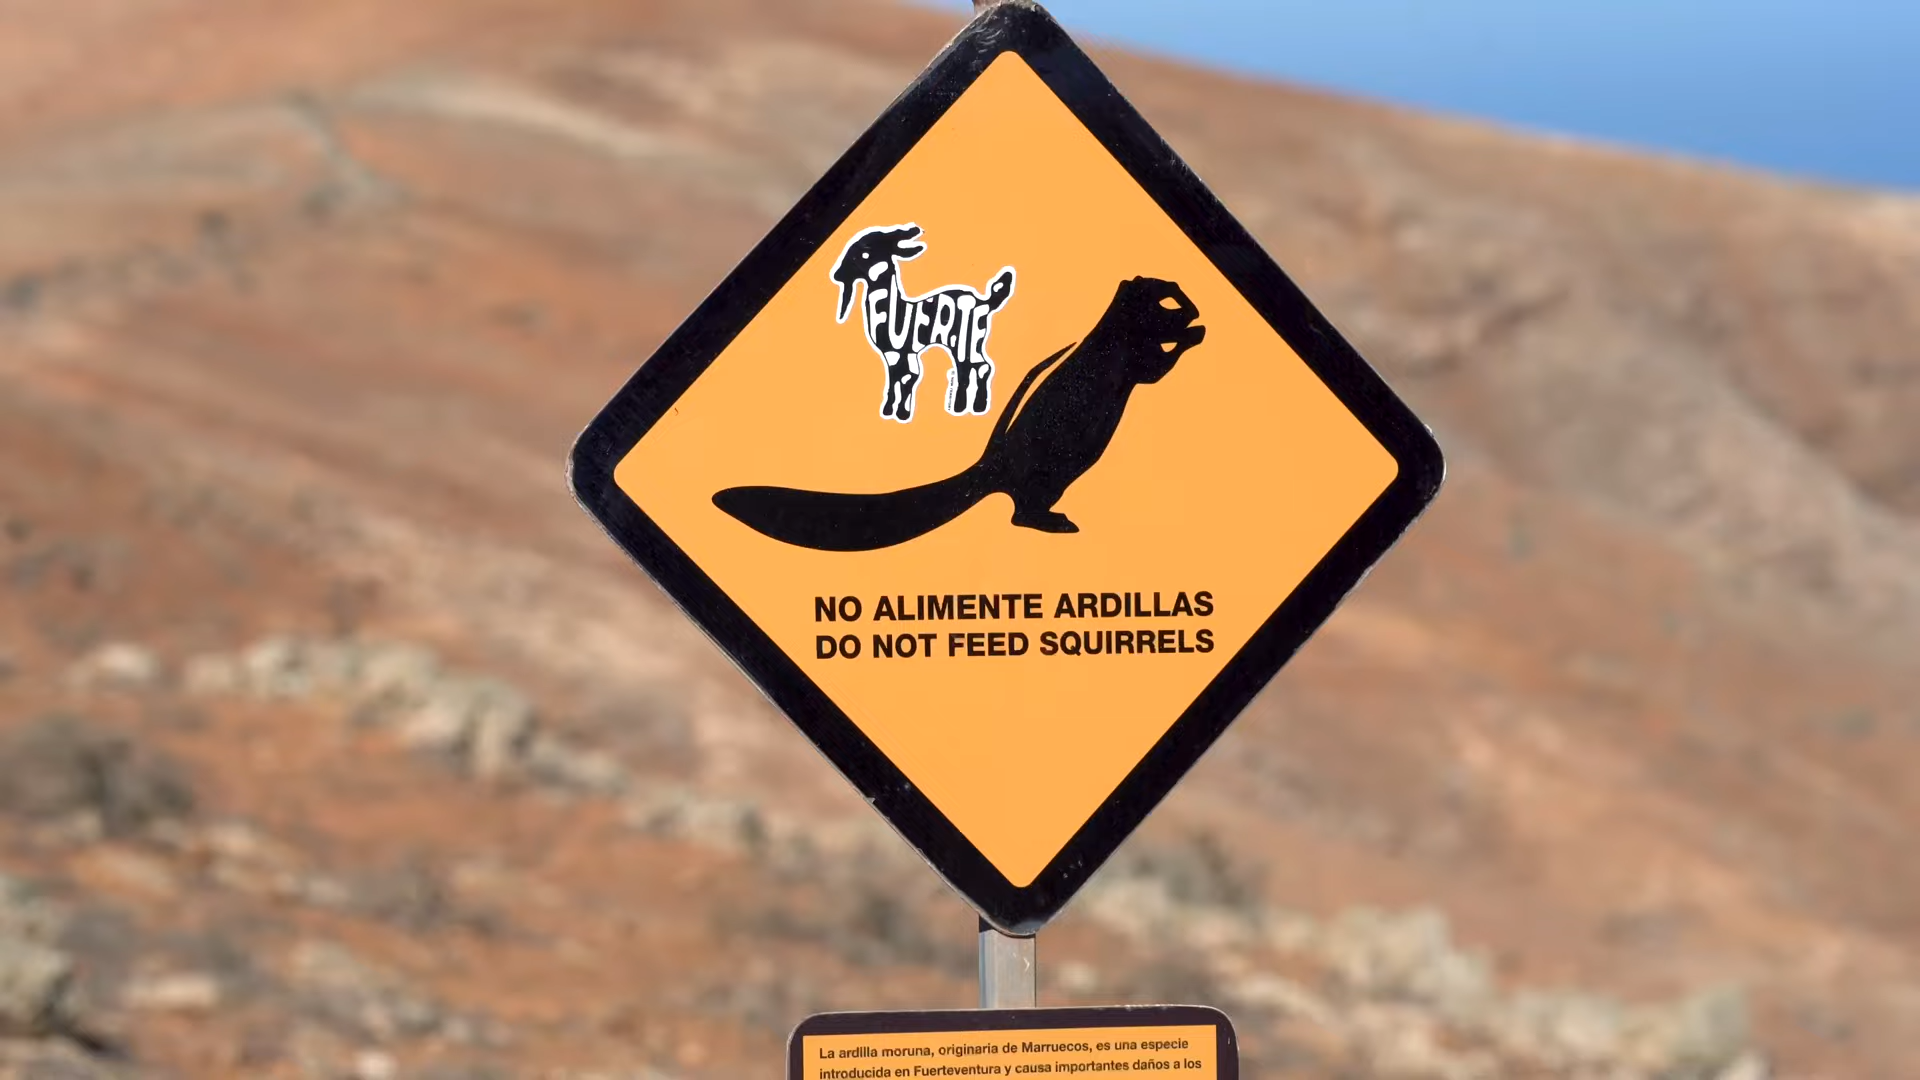 FUERTE
NO ALIMENTE ARDILLAS
DO NOT FEED SQUIRRELS
La ardilla moruna, originaria de Marruecos, es una especie
introducida en Fuerteventura y causa importantes daños a los